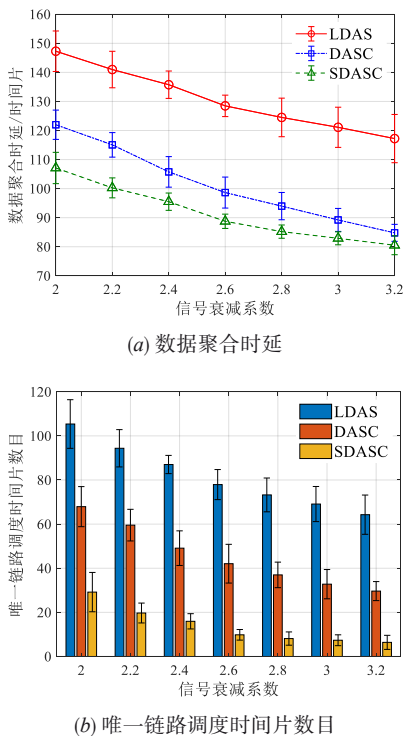 160
150
140
130
120
110
100
90
80
70
数据聚合时延/时间片
LDAS
DASC
SDASC
2 2.2 2.4 2.6 2.8 3 3.2
信号衰减系数
(a) 数据聚合时延
120
100
80
60
40
20
0
唯一链路调度时间片数目
LDAS
DASC
SDASC
2 2.2 2.4 2.6 2.8 3 3.2
信号衰减系数
(b) 唯一链路调度时间片数目